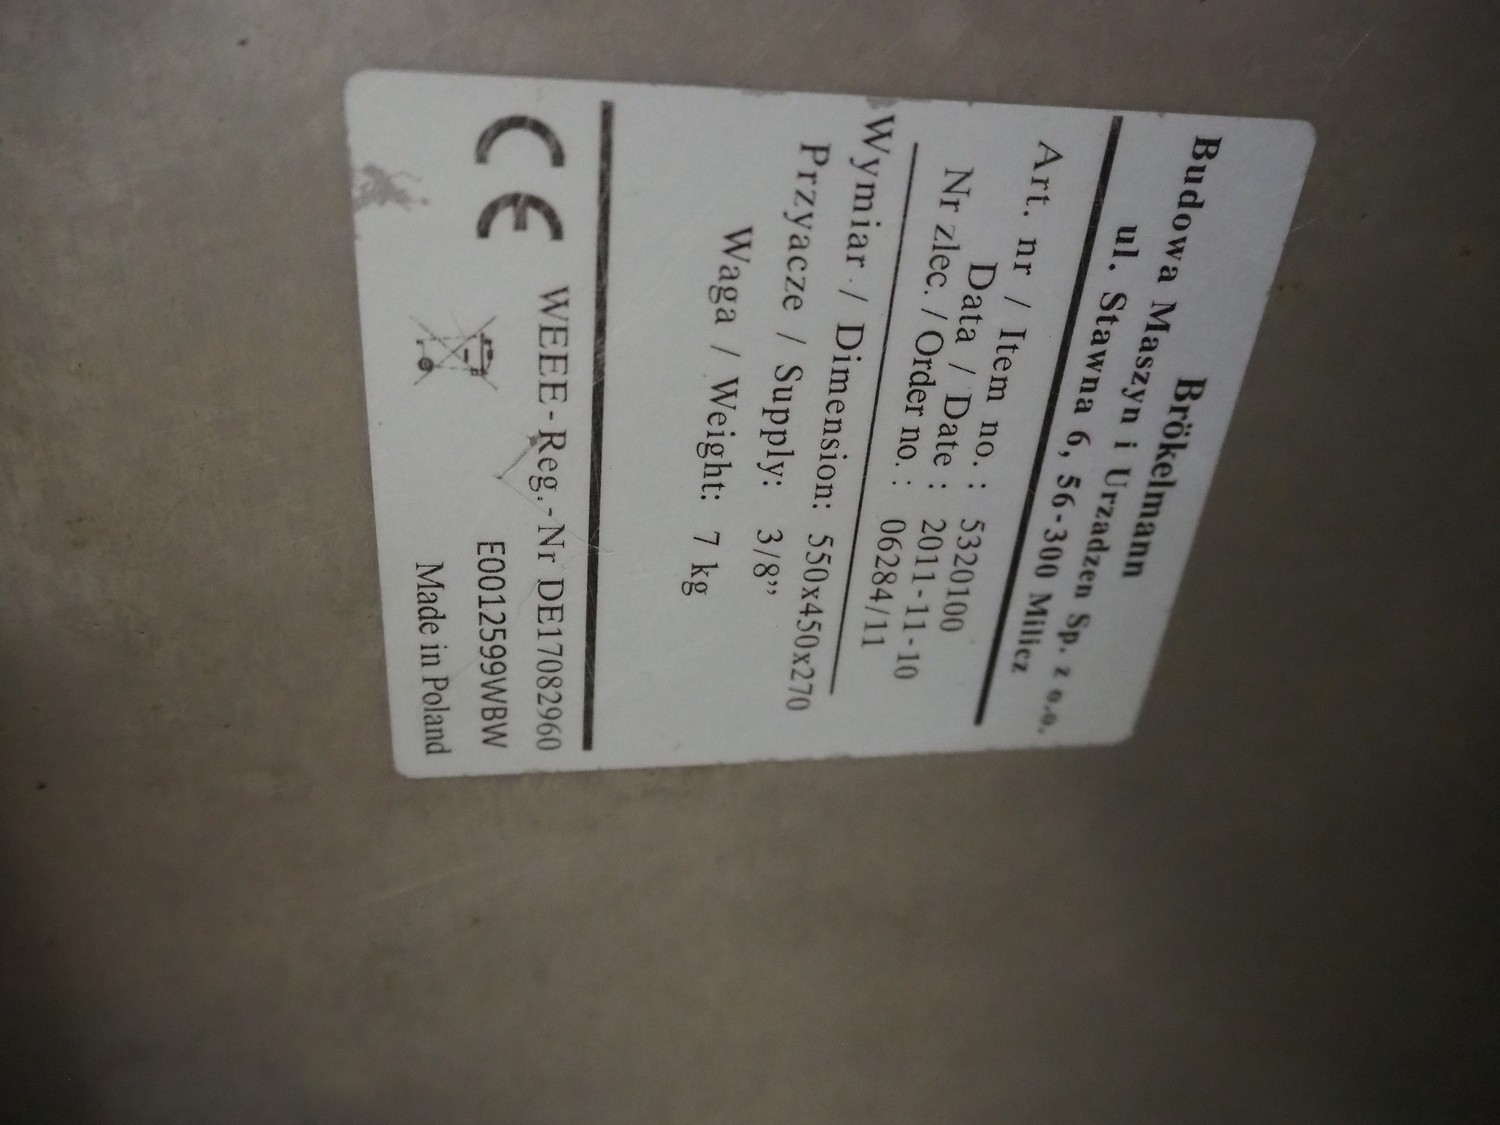 Brökelmann
Budowa Maszyn i Urzadzen Sp. z o.o.
ul. Stawna 6, 56-300 Milicz
Art. nr / Item no. : 5320100
Data / Date : 2011-11-10
Nr zlec. / Order no. : 06284/11
Wymiar / Dimension: 550x450x270
Przyacze / Supply: 3/8”
Waga / Weight: 7 kg
CE WEEE-Reg.-Nr DE17082960
E0012599WBW
Made in Poland